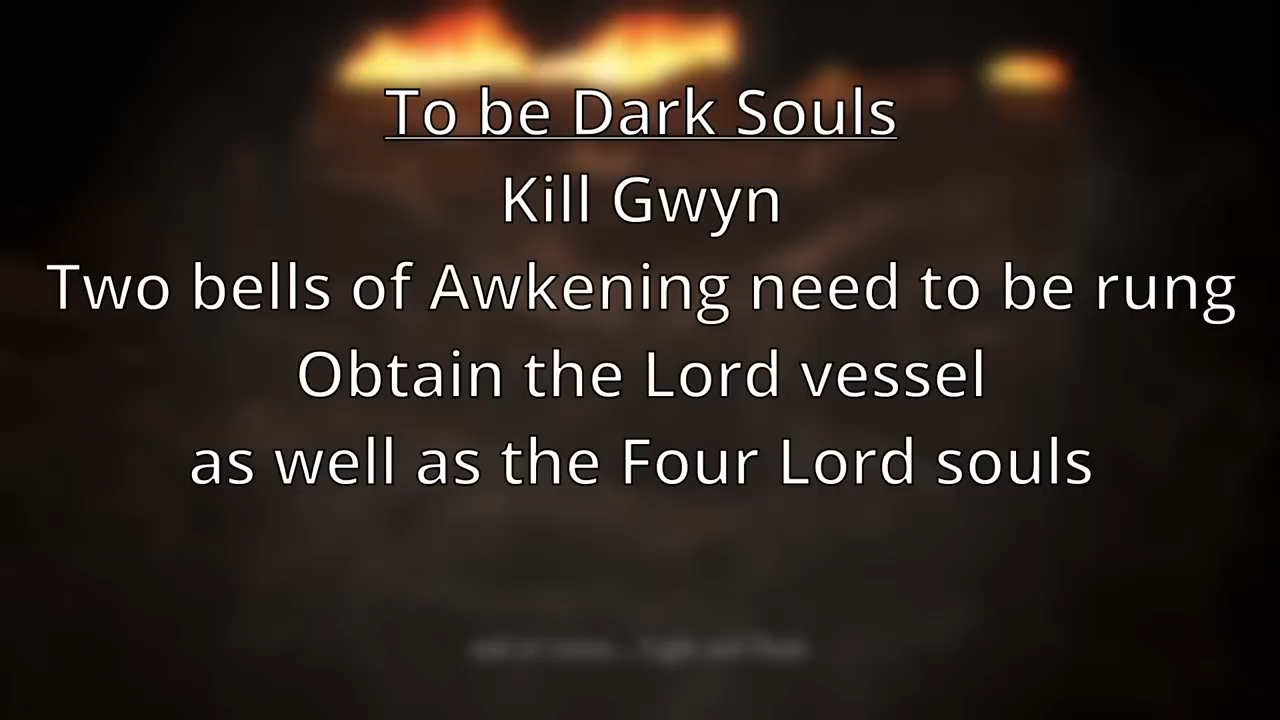 To be Dark Souls
Kill Gwyn
Two bells of Awkening need to be rung
Obtain the Lord vessel
as well as the Four Lord souls